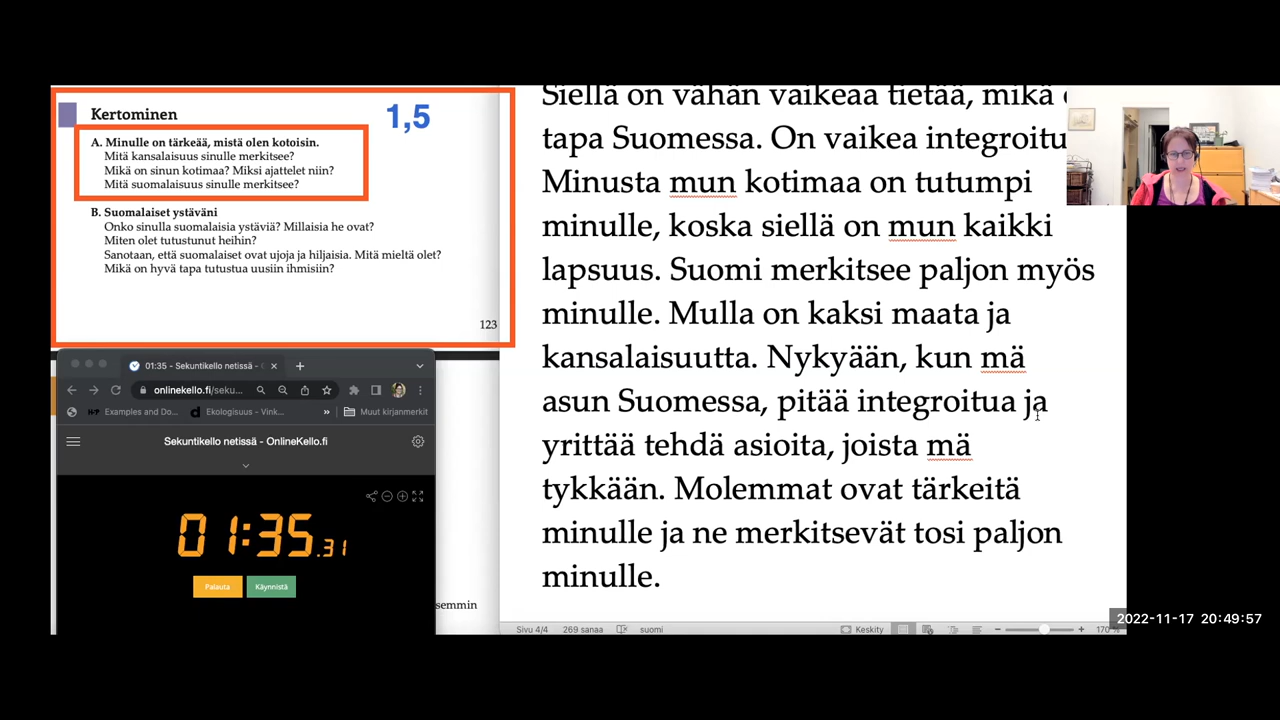 Kertominen
1,5
A. Minulle on tärkeää, mistä olen kotoisin.
Mitä kansalaisuus sinulle merkitsee?
Mikä on sinun kotimaa? Miksi ajattelet niin?
Mitä suomalaisuus sinulle merkitsee?
B. Suomalaiset ystäväni
Onko sinulla suomalaisia ystäviä? Millaisia he ovat?
Miten olet tutustunut heihin?
Sanotaan, että suomalaiset ovat ujoja ja hiljaisia. Mitä mieltä olet?
Mikä on hyvä tapa tutustua uusiin ihmisiin?
123
01:35 - Sekuntikello netissä -
onlinekello.fi/seku...
Examples and Do...
Ekologisuus - Vink...
»
Muut kirjanmerkit
Sekuntikello netissä - OnlineKello.fi
01:35.31
Palauta
Käynnistä
semmin
Siellä on vähän vaikeaa tietää, mikä
tapa Suomessa. On vaikea integroitu
Minusta mun kotimaa on tutumpi
minulle, koska siellä on mun kaikki
lapsuus. Suomi merkitsee paljon myös
minulle. Mulla on kaksi maata ja
kansalaisuutta. Nykyään, kun mä
asun Suomessa, pitää integroitua ja
yrittää tehdä asioita, joista mä
tykkään. Molemmat ovat tärkeitä
minulle ja ne merkitsevät tosi paljon
minulle.
Sivu 4/4
269 sanaa
suomi
Keskity
170 %
2022-11-17 20:49:57